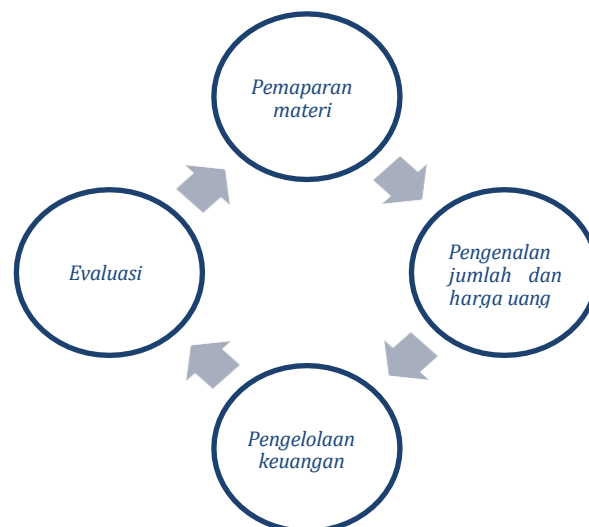 Pemaparan
materi
Pengenalan
jumlah dan
harga uang
Pengelolaan
keuangan
Evaluasi